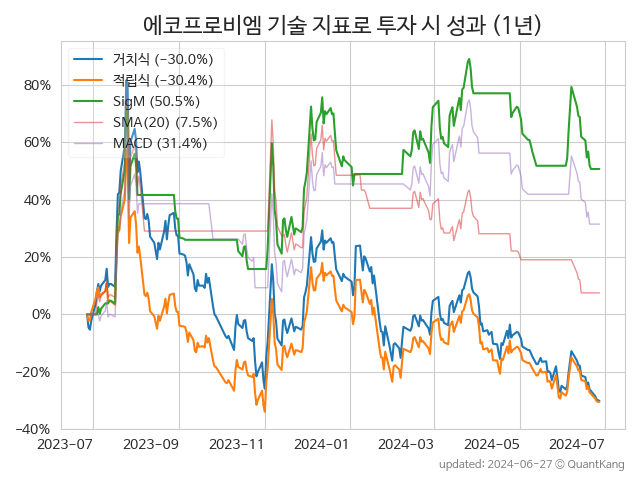 에코프로비엠 기술 지표로 투자 시 성과 (1년)
거치식 (−30.0%)
적립식 (−30.4%)
SigM (50.5%)
SMA(20) (7.5%)
MACD (31.4%)
80%
60%
40%
20%
0%
−20%
−40%
2023-07 2023-09 2023-11 2024-01 2024-03 2024-05 2024-07
updated: 2024-06-27 ⓒ QuantKang